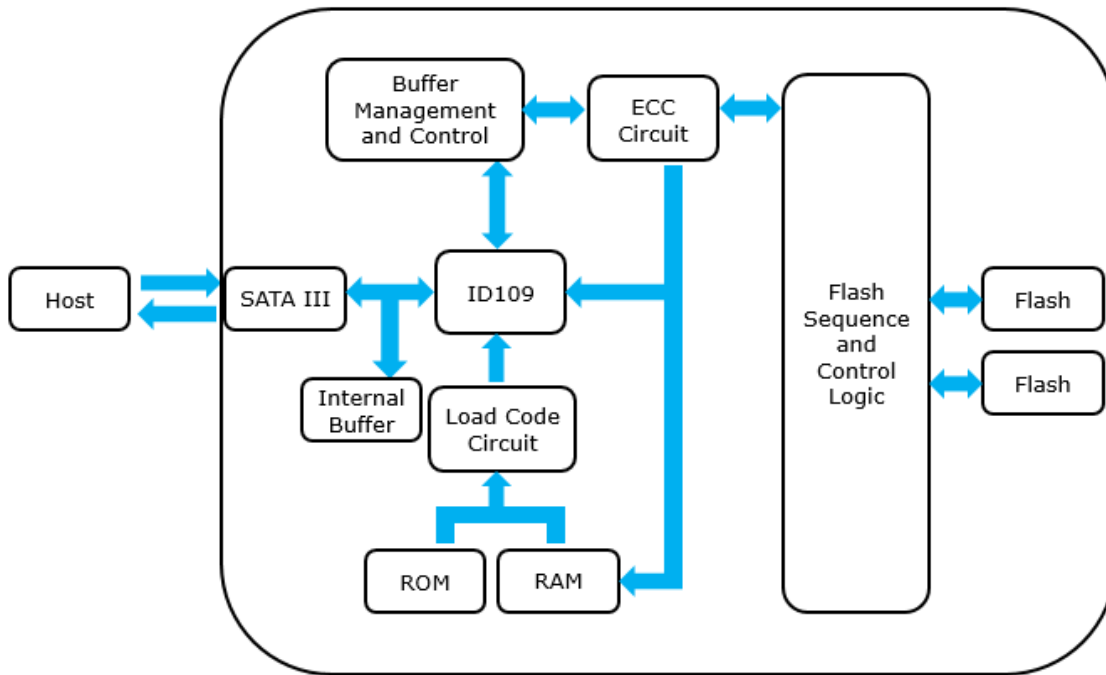 Buffer
Management
and Control
ECC
Circuit
Host
SATA III
ID109
Flash
Sequence
and
Control
Logic
Flash
Flash
Internal
Buffer
Load Code
Circuit
ROM
RAM